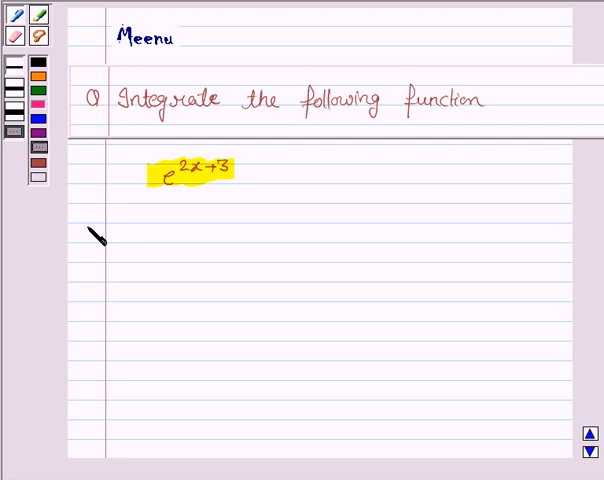 Meenu
Q Integrate the following function
e^{2x+3}